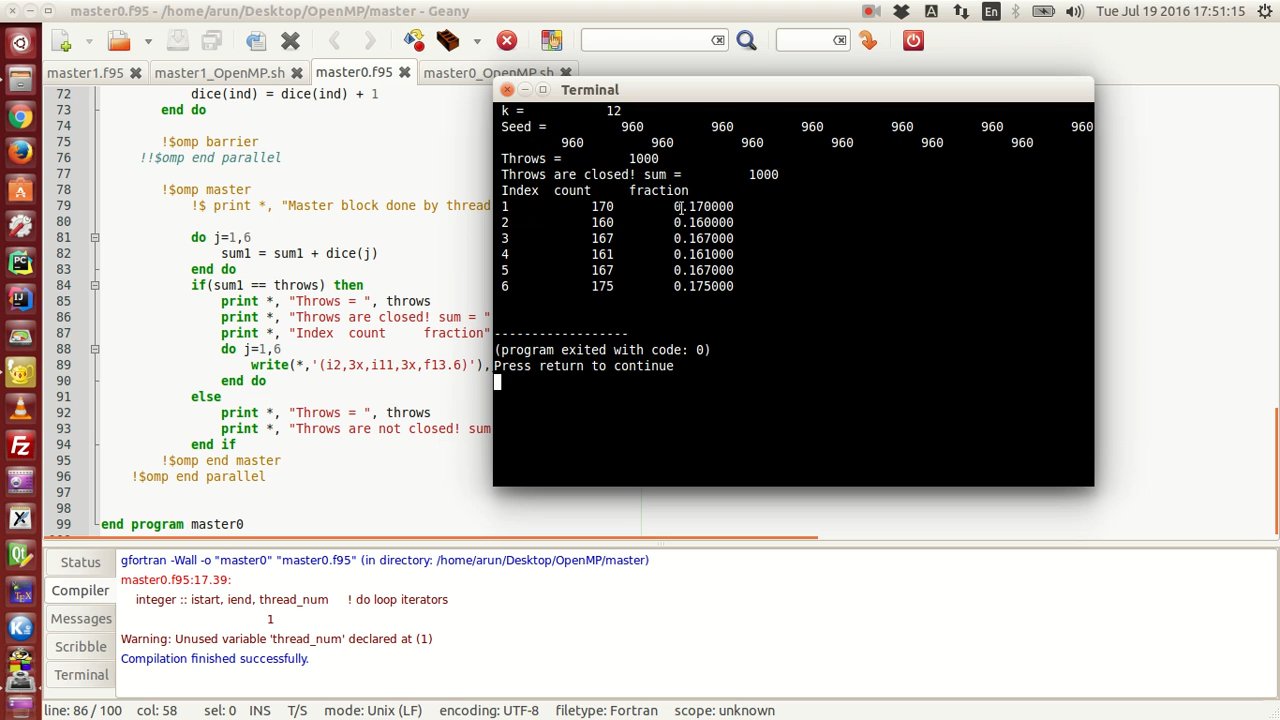 master0.f95 - /home/arun/Desktop/OpenMP/master - Geany
A
En
Tue Jul 19 2016 17:51:15
master1.f95 master1_OpenMP.sh master0.f95 master0_OpenMP.sh
72 dice(ind) = dice(ind) + 1
73 end do
74
75 !$omp barrier
76 !!$omp end parallel
77
78 !$omp master
79 !$ print *, "Master block done by thread
80
81 do j=1,6
82 sum1 = sum1 + dice(j)
83 end do
84 if(sum1 == throws) then
85 print *, "Throws = ", throws
86 print *, "Throws are closed! sum = "
87 print *, "Index  count    fraction"
88 do j=1,6
89 write(*,'(i2,3x,i11,3x,f13.6)'),
90 end do
91 else
92 print *, "Throws = ", throws
93 print *, "Throws are not closed! sum
94 end if
95 !$omp end master
96 !$omp end parallel
97
98
99 end program master0
Terminal
k = 12
Seed = 960 960 960 960 960 960
960 960 960 960 960 960
Throws = 1000
Throws are closed! sum = 1000
Index count fraction
1 170 0.170000
2 160 0.160000
3 167 0.167000
4 161 0.161000
5 167 0.167000
6 175 0.175000
------------------
(program exited with code: 0)
Press return to continue
Status
Compiler
Messages
Scribble
Terminal
gfortran -Wall -o "master0" "master0.f95" (in directory: /home/arun/Desktop/OpenMP/master)
master0.f95:17.39:
integer :: istart, iend, thread_num ! do loop iterators
1
Warning: Unused variable 'thread_num' declared at (1)
Compilation finished successfully.
line: 86 / 100 col: 58 sel: 0 INS T/S mode: Unix (LF) encoding: UTF-8 filetype: Fortran scope: unknown